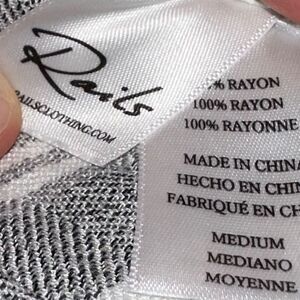 Rails
RAILSCLOTHING.COM
% RAYON
100% RAYON
100% RAYONNE
MADE IN CHINA
HECHO EN CHIN
FABRIQUÉ EN CH
MEDIUM
MEDIANO
MOYENNE